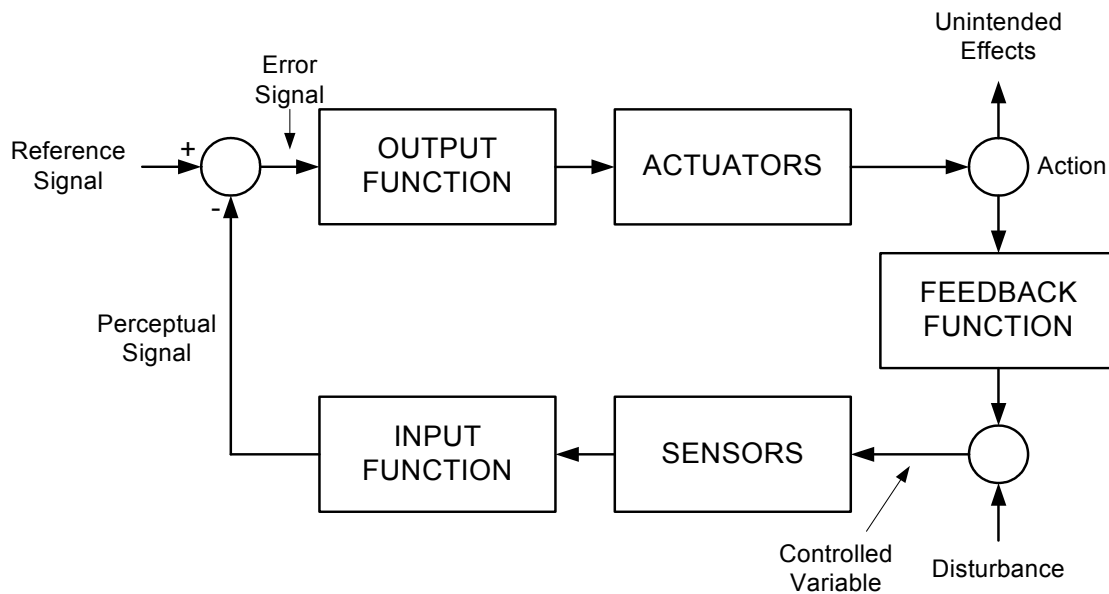 Unintended
Effects
Error
Signal
Reference
Signal
+
-
OUTPUT
FUNCTION
ACTUATORS
Action
FEEDBACK
FUNCTION
Perceptual
Signal
INPUT
FUNCTION
SENSORS
Controlled
Variable
Disturbance